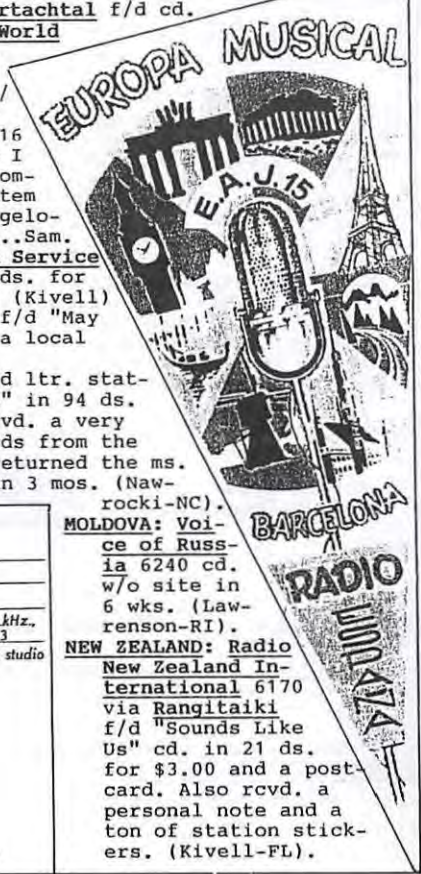 rtachtal f/d cd.
World
/
16
I
om-
tem
gelo-
...Sam.
Service
ds. for
(Kivell)
f/d "May
a local
d ltr. stat-
" in 94 ds.
vd. a very
ds from the
eturned the ms.
n 3 mos. (Naw-
rocki-NC).
MOLDOVA: Voi-
ce of Russ-
ia 6240 cd.
w/o site in
6 wks. (Law-
renson-RI).
NEW ZEALAND: Radio
New Zealand In-
ternational 6170
via Rangitaiki
f/d "Sounds Like
Us" cd. in 21 ds.
for $3.00 and a post-
card. Also rcvd. a
personal note and a
ton of station stick-
ers. (Kivell-FL).
kHz.,
3
studio
EUROPA MUSICAL
E.A.J. 15
BARCELONA
RADIO
ESPAÑA